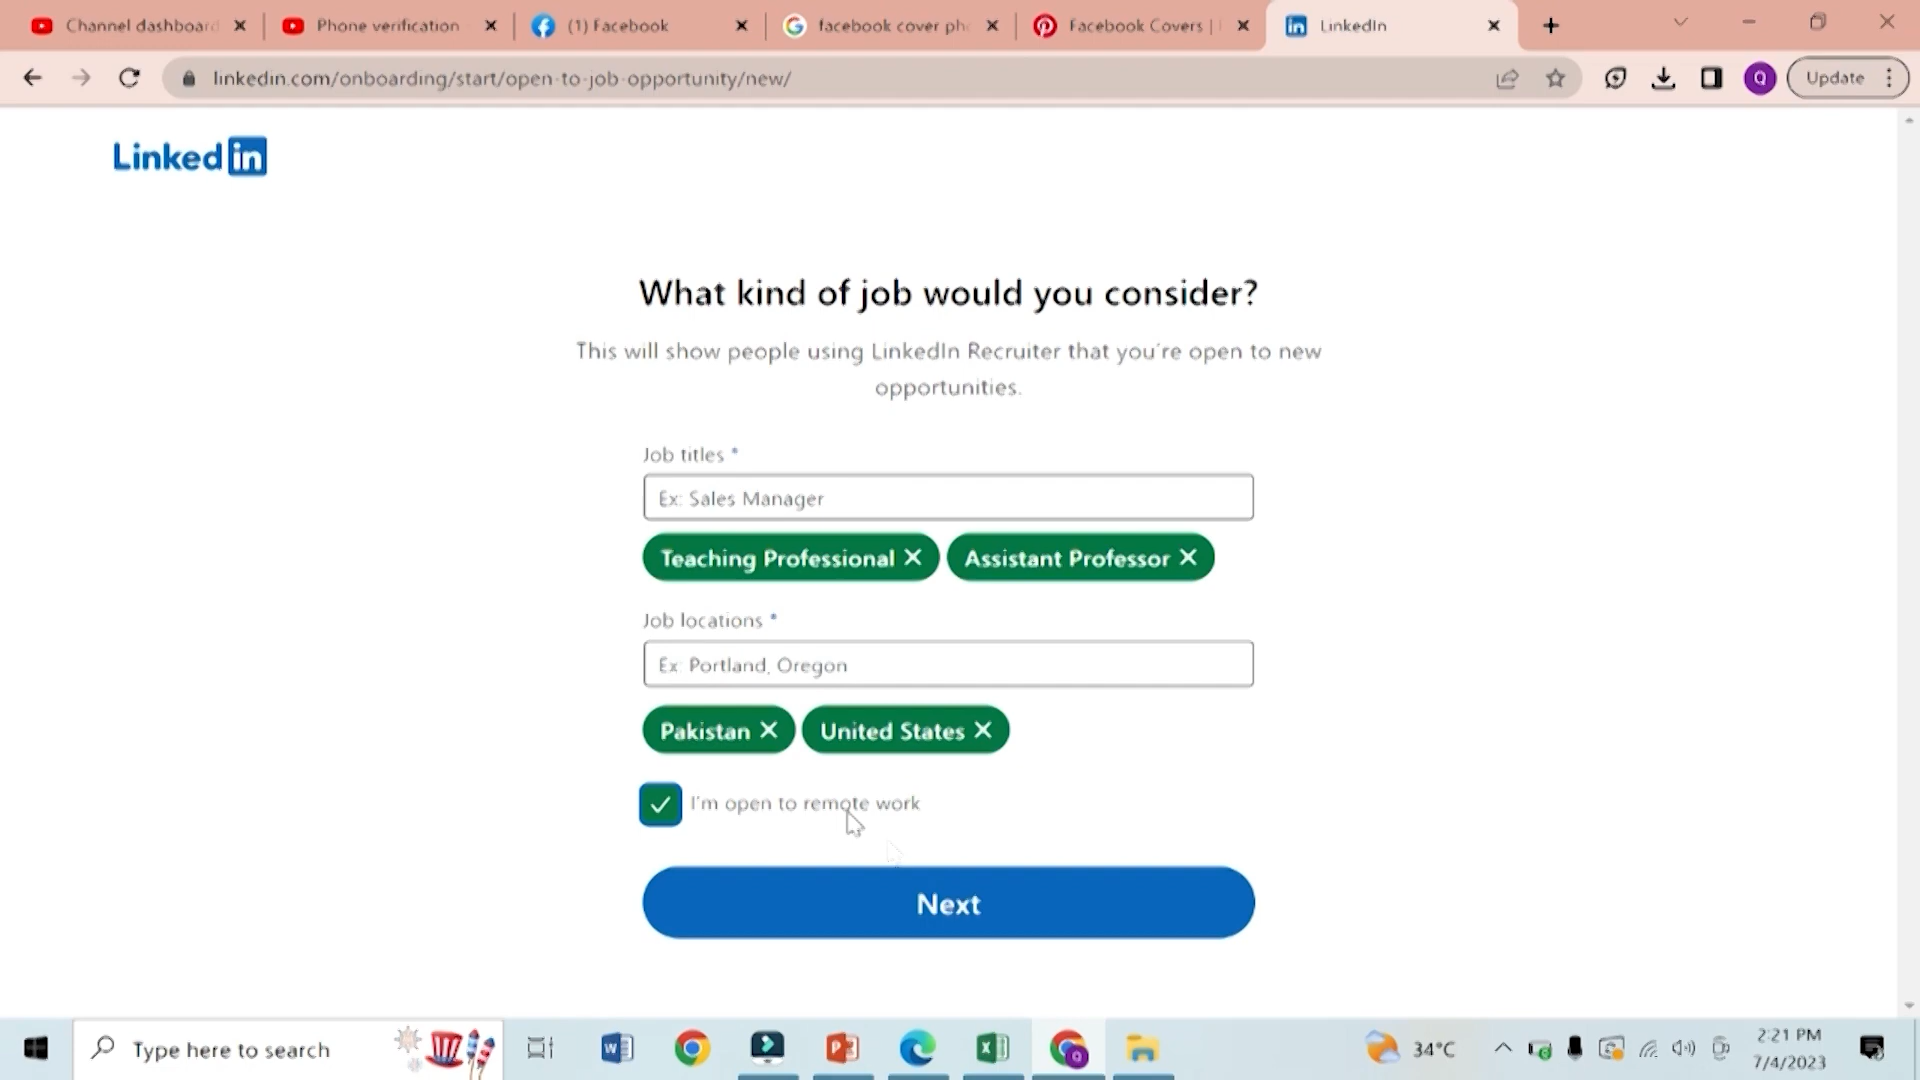 Channel dashboard
Phone verification
(1) Facebook
facebook cover pho
Facebook Covers |
LinkedIn
linkedin.com/onboarding/start/open-to-job-opportunity/new/
Q
Update
Linked in
What kind of job would you consider?
This will show people using LinkedIn Recruiter that you're open to new
opportunities.
Job titles *
Ex: Sales Manager
Teaching Professional
Assistant Professor
Job locations *
Ex: Portland, Oregon
Pakistan
United States
I'm open to remote work
Next
Type here to search
34°C
2:21 PM
7/4/2023